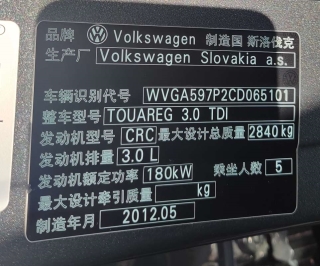 品牌 Volkswagen 制造国 斯洛伐克
生产厂 Volkswagen Slovakia a.s.
车辆识别代号 WVGA597P2CD065101
整车型号 TOUAREG 3.0 TDI
发动机型号 CRC 最大设计总质量 2840kg
发动机排量 3.0L 乘坐人数 5
发动机额定功率 180kW
最大设计牵引质量 kg
制造年月 2012.05